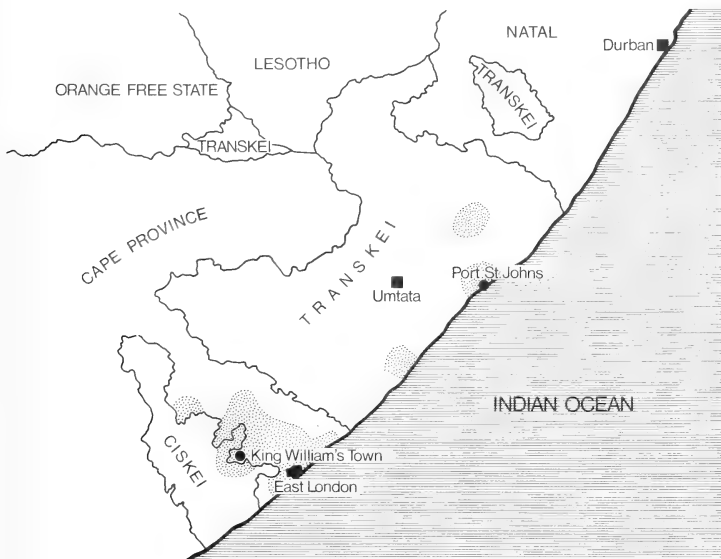 NATAL
Durban
LESOTHO
ORANGE FREE STATE
TRANSKEI
TRANSKEI
CAPE PROVINCE
TRANSKEI
Port St Johns
Umtata
INDIAN OCEAN
CISKEI
King William's Town
East London